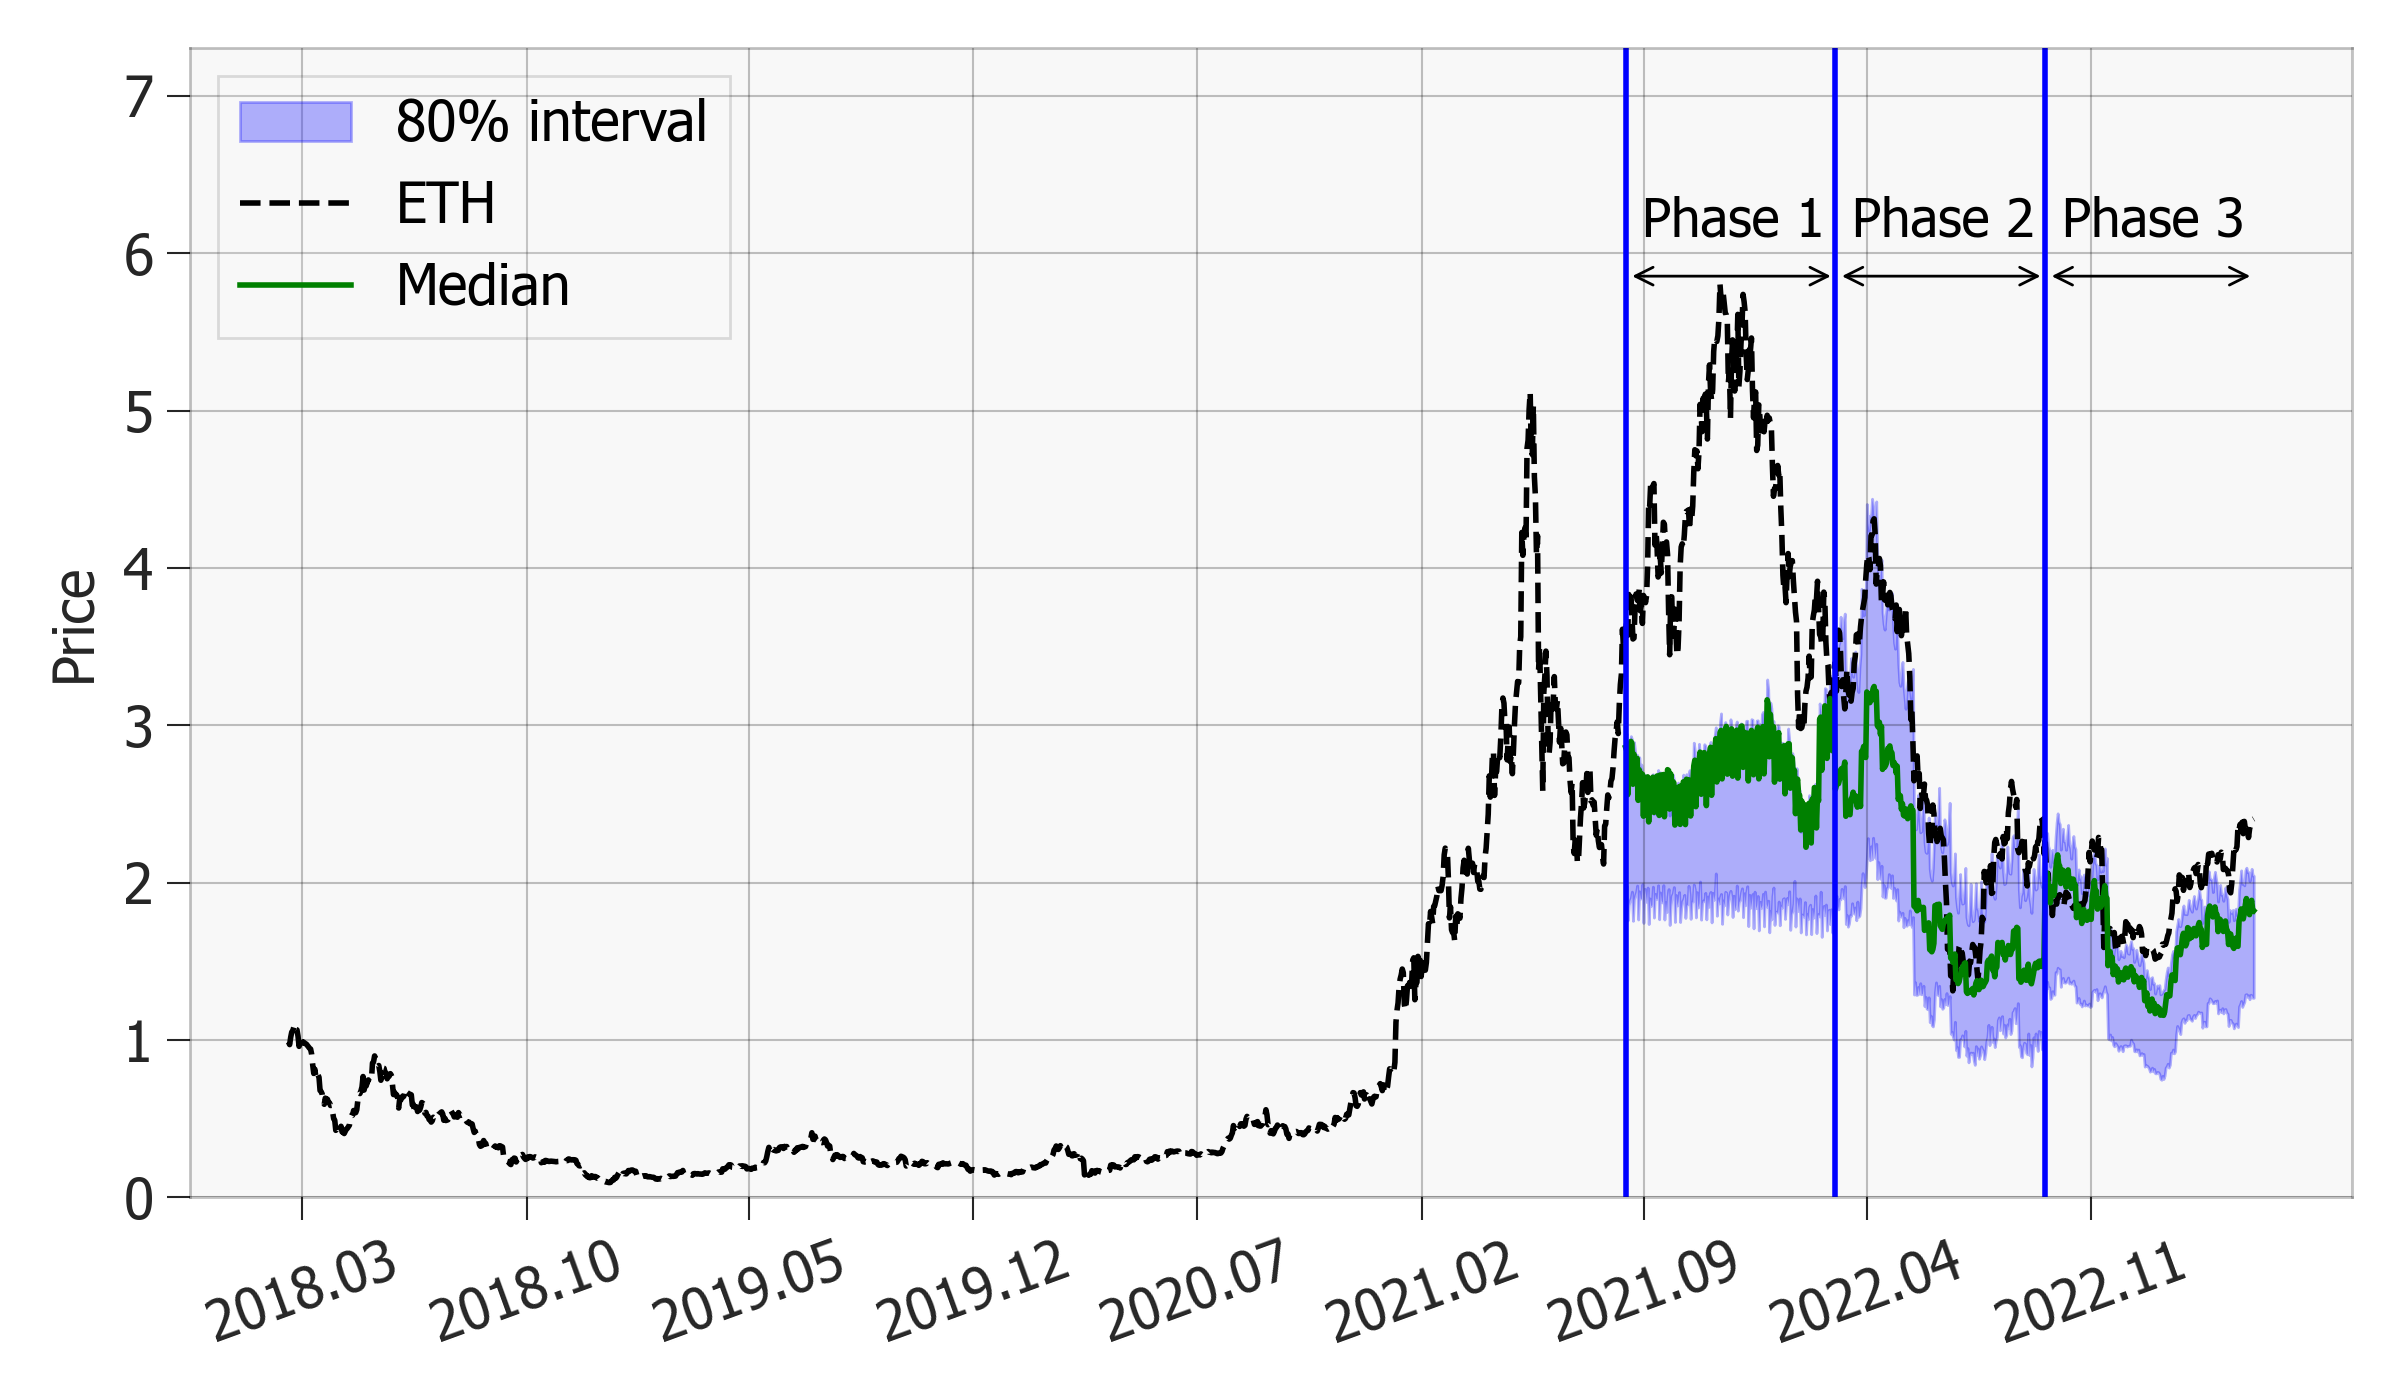 7
6
5
4
3
2
1
0
Price
80% interval
ETH
Median
Phase 1
Phase 2
Phase 3
2018.03
2018.10
2019.05
2019.12
2020.07
2021.02
2021.09
2022.04
2022.11